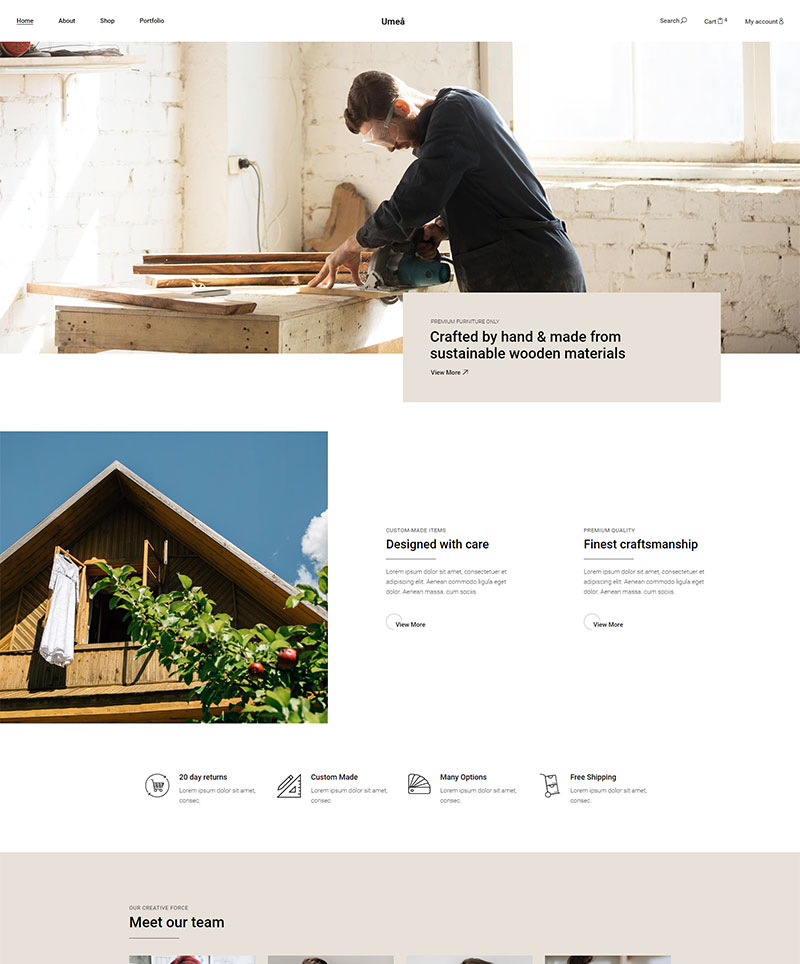 Home About Shop Portfolio Umeå Search Cart 4 My account
PREMIUM FURNITURE ONLY
Crafted by hand & made from
sustainable wooden materials
View More
CUSTOM-MADE ITEMS
Designed with care
Lorem ipsum dolor sit amet, consectetuer et
adipiscing elit. Aenean commodo ligula eget
dolor. Aenean massa. cum sociis.
View More
PREMIUM QUALITY
Finest craftsmanship
Lorem ipsum dolor sit amet, consectetuer et
adipiscing elit. Aenean commodo ligula eget
dolor. Aenean massa. cum sociis.
View More
20 day returns
Lorem ipsum dolor sit amet,
consec.
Custom Made
Lorem ipsum dolor sit amet,
consec.
Many Options
Lorem ipsum dolor sit amet,
consec.
Free Shipping
Lorem ipsum dolor sit amet,
consec.
OUR CREATIVE FORCE
Meet our team